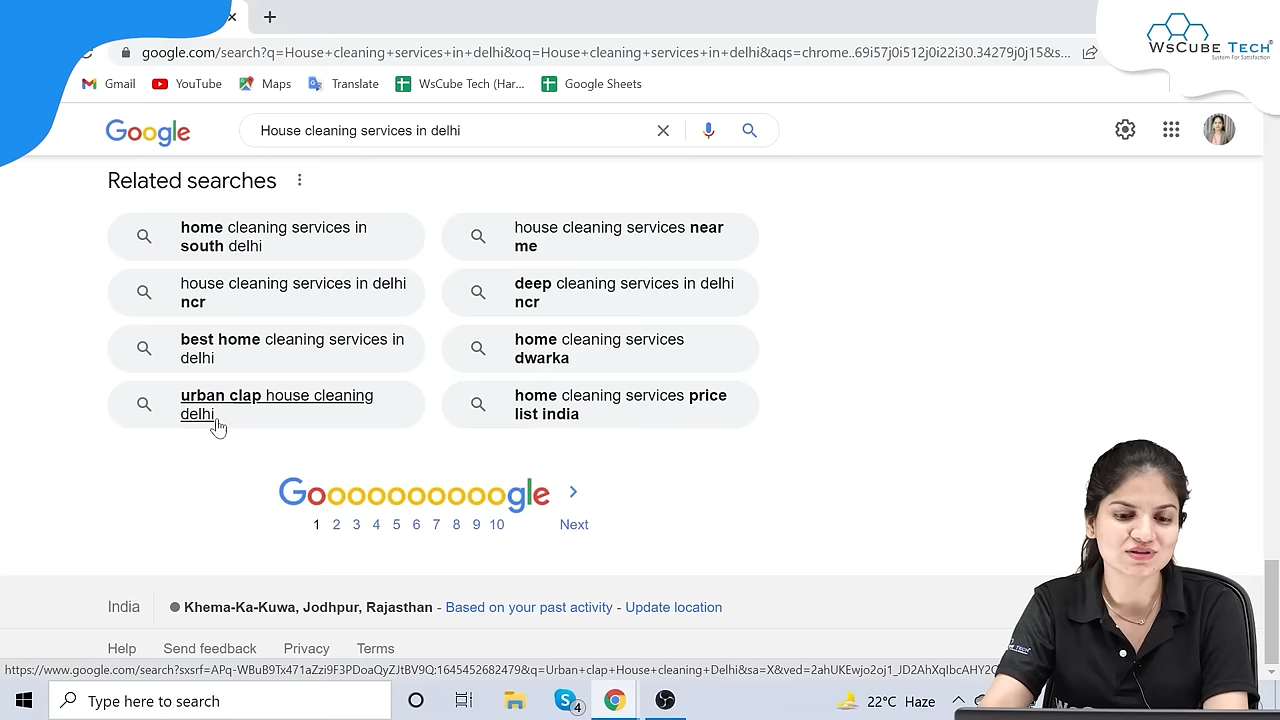 WsCube Tech®
System For Satisfaction
google.com/search?q=House+cleaning+services+in+delhi&oq=House+cleaning+services+in+delhi&aqs=chrome..69i57j0i512j0i22i30.34279j0j15&s...
Gmail YouTube Maps Translate WsCube Tech (Har... Google Sheets
Google House cleaning services in delhi
Related searches
home cleaning services in south delhi
house cleaning services near me
house cleaning services in delhi ncr
deep cleaning services in delhi ncr
best home cleaning services in delhi
home cleaning services dwarka
urban clap house cleaning delhi
home cleaning services price list india
Goooooooooogle
1 2 3 4 5 6 7 8 9 10 Next
India Khema-Ka-Kuwa, Jodhpur, Rajasthan - Based on your past activity - Update location
Help Send feedback Privacy Terms
Type here to search 4 22°C Haze